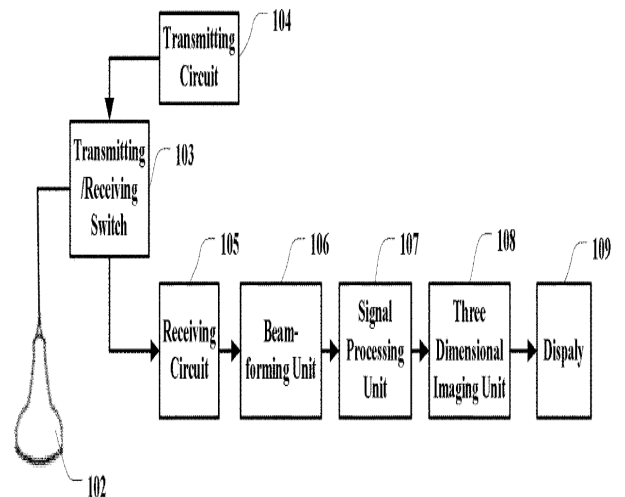 104
Transmitting
Circuit
Transmitting
/Receiving
Switch
103
105
106
107
108
109
Receiving
Circuit
Beam-
forming Unit
Signal
Processing
Unit
Three
Dimensional
Imaging Unit
Dispaly
102